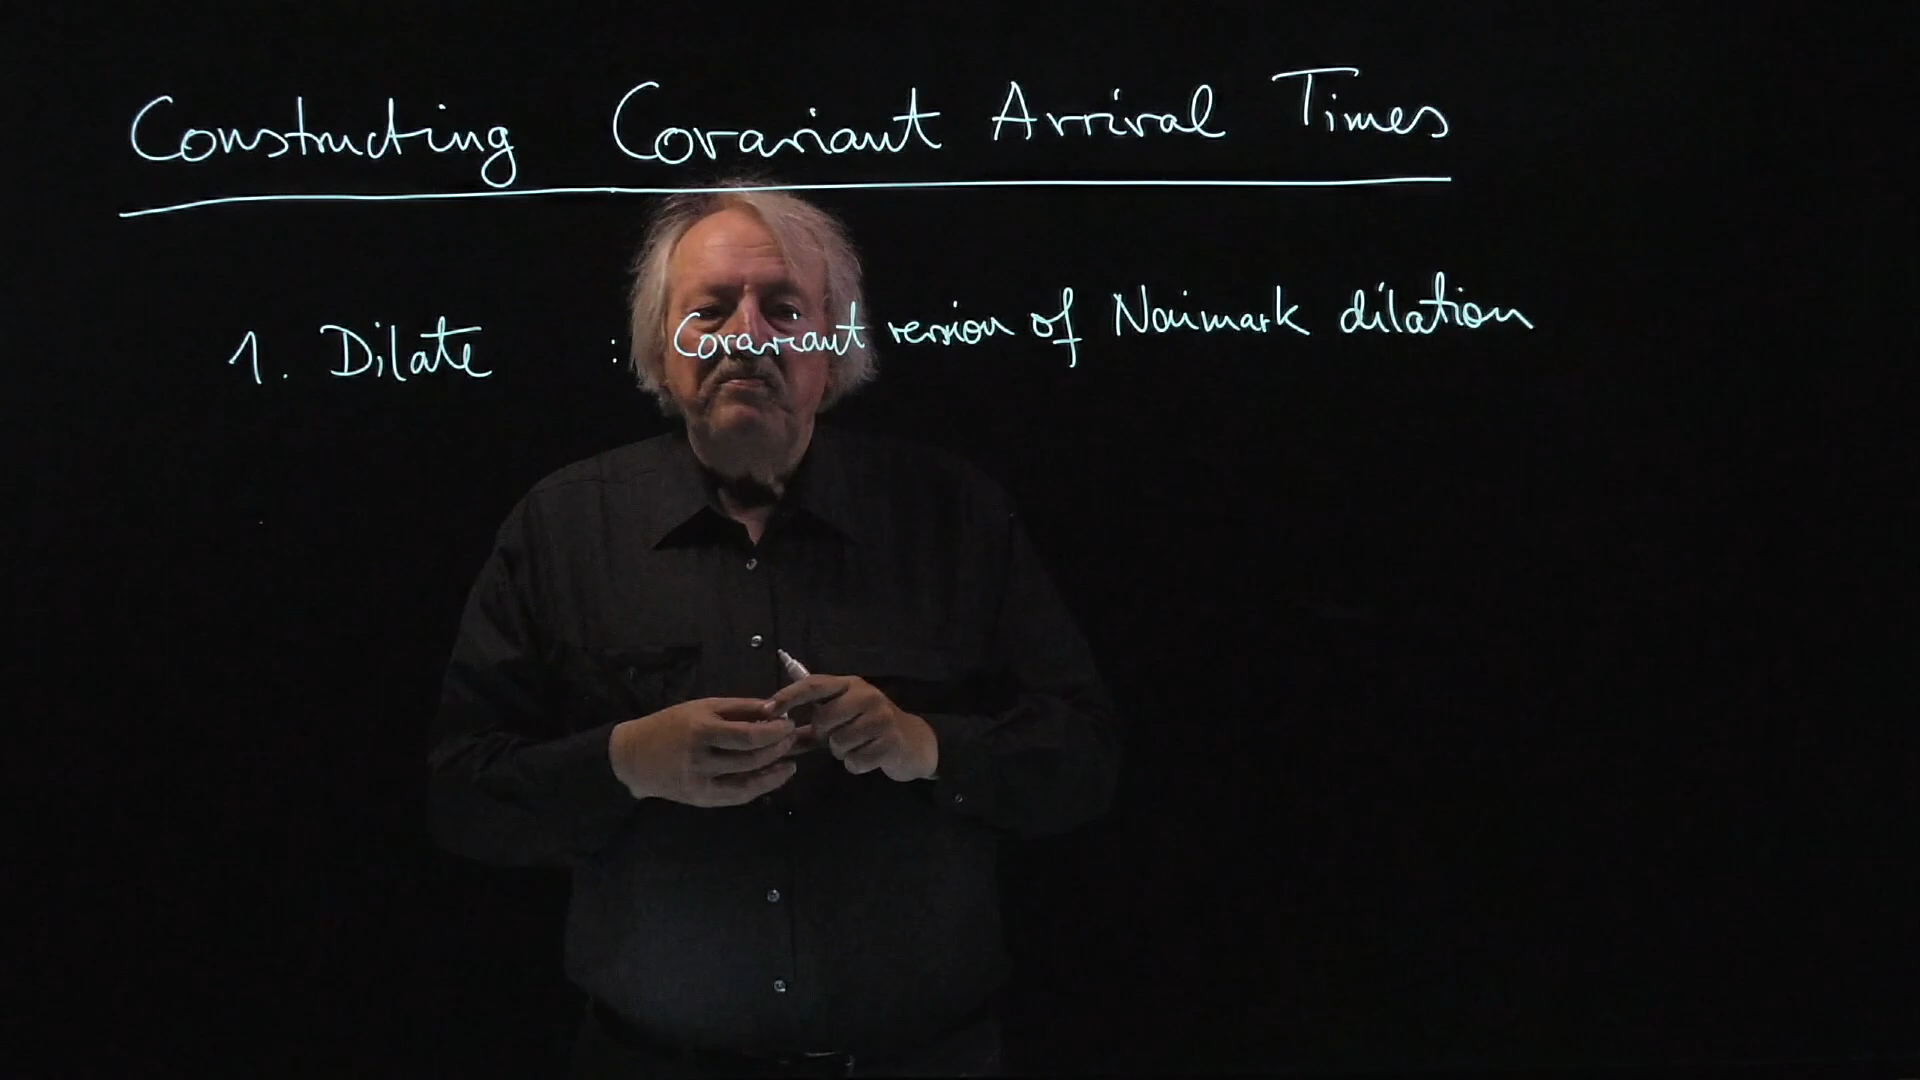 Constructing Covariant Arrival Times
1. Dilate : Covariant version of Naimark dilation